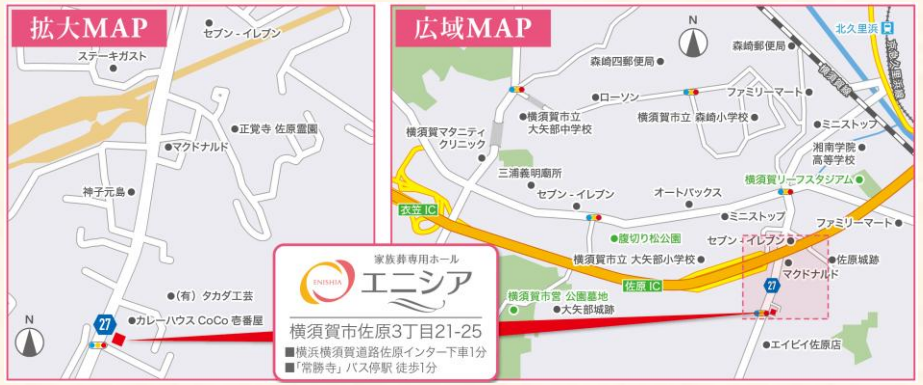 拡大MAP
セブン-イレブン
ステーキガスト
正覚寺 佐原霊園
マクドナルド
神子元島
(有)タカダ工芸
27
カレーハウス CoCo 壱番屋
N
広域MAP
N
北久里浜
京急久里浜線
横須賀線
森崎郵便局
森崎四郵便局
ローソン
ファミリーマート
横須賀市立
大矢部中学校
横須賀市立 森崎小学校
ミニストップ
横須賀マタニティ
クリニック
湘南学院
高等学校
三浦義明廟所
横須賀リーフスタジアム
セブン-イレブン
オートバックス
衣笠 IC
ミニストップ
ファミリーマート
腹切り松公園
セブン-イレブン
横須賀市立 大矢部小学校
佐原城跡
マクドナルド
佐原 IC
27
横須賀市営 公園墓地
大矢部城跡
エイビイ佐原店
家族葬専用ホール
ENISHIA
エニシア
横須賀市佐原3丁目21-25
■横浜横須賀道路佐原インター下車1分
■「常勝寺」バス停駅 徒歩1分